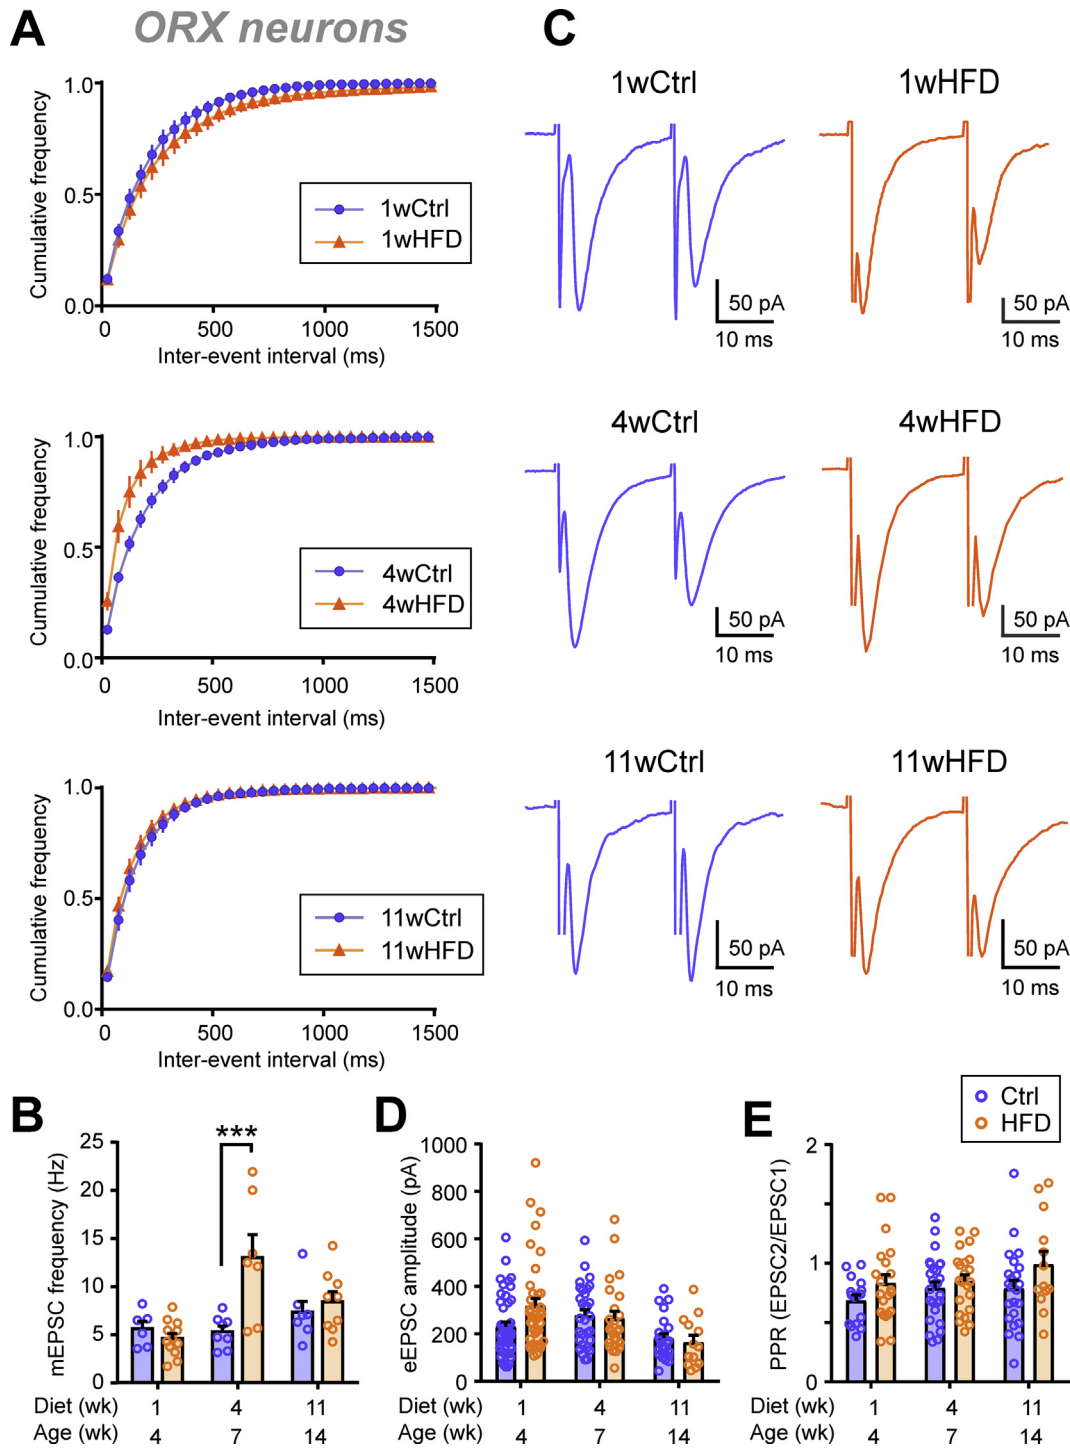 A
ORX neurons
1.0
0.5
0.0
Cumulative frequency
1wCtrl
1wHFD
0 500 1000 1500
Inter-event interval (ms)
1.0
0.5
0.0
Cumulative frequency
4wCtrl
4wHFD
0 500 1000 1500
Inter-event interval (ms)
1.0
0.5
0.0
Cumulative frequency
11wCtrl
11wHFD
0 500 1000 1500
Inter-event interval (ms)
C
1wCtrl 1wHFD
50 pA 50 pA
10 ms 10 ms
4wCtrl 4wHFD
50 pA 50 pA
10 ms 10 ms
11wCtrl 11wHFD
50 pA 50 pA
10 ms 10 ms
B
mEPSC frequency (Hz)
25
20
15
10
5
0
***
Diet (wk) 1 4 11
Age (wk) 4 7 14
D
eEPSC amplitude (pA)
1000
800
600
400
200
0
Diet (wk) 1 4 11
Age (wk) 4 7 14
E
Ctrl
HFD
PPR (EPSC2/EPSC1)
2
1
0
Diet (wk) 1 4 11
Age (wk) 4 7 14